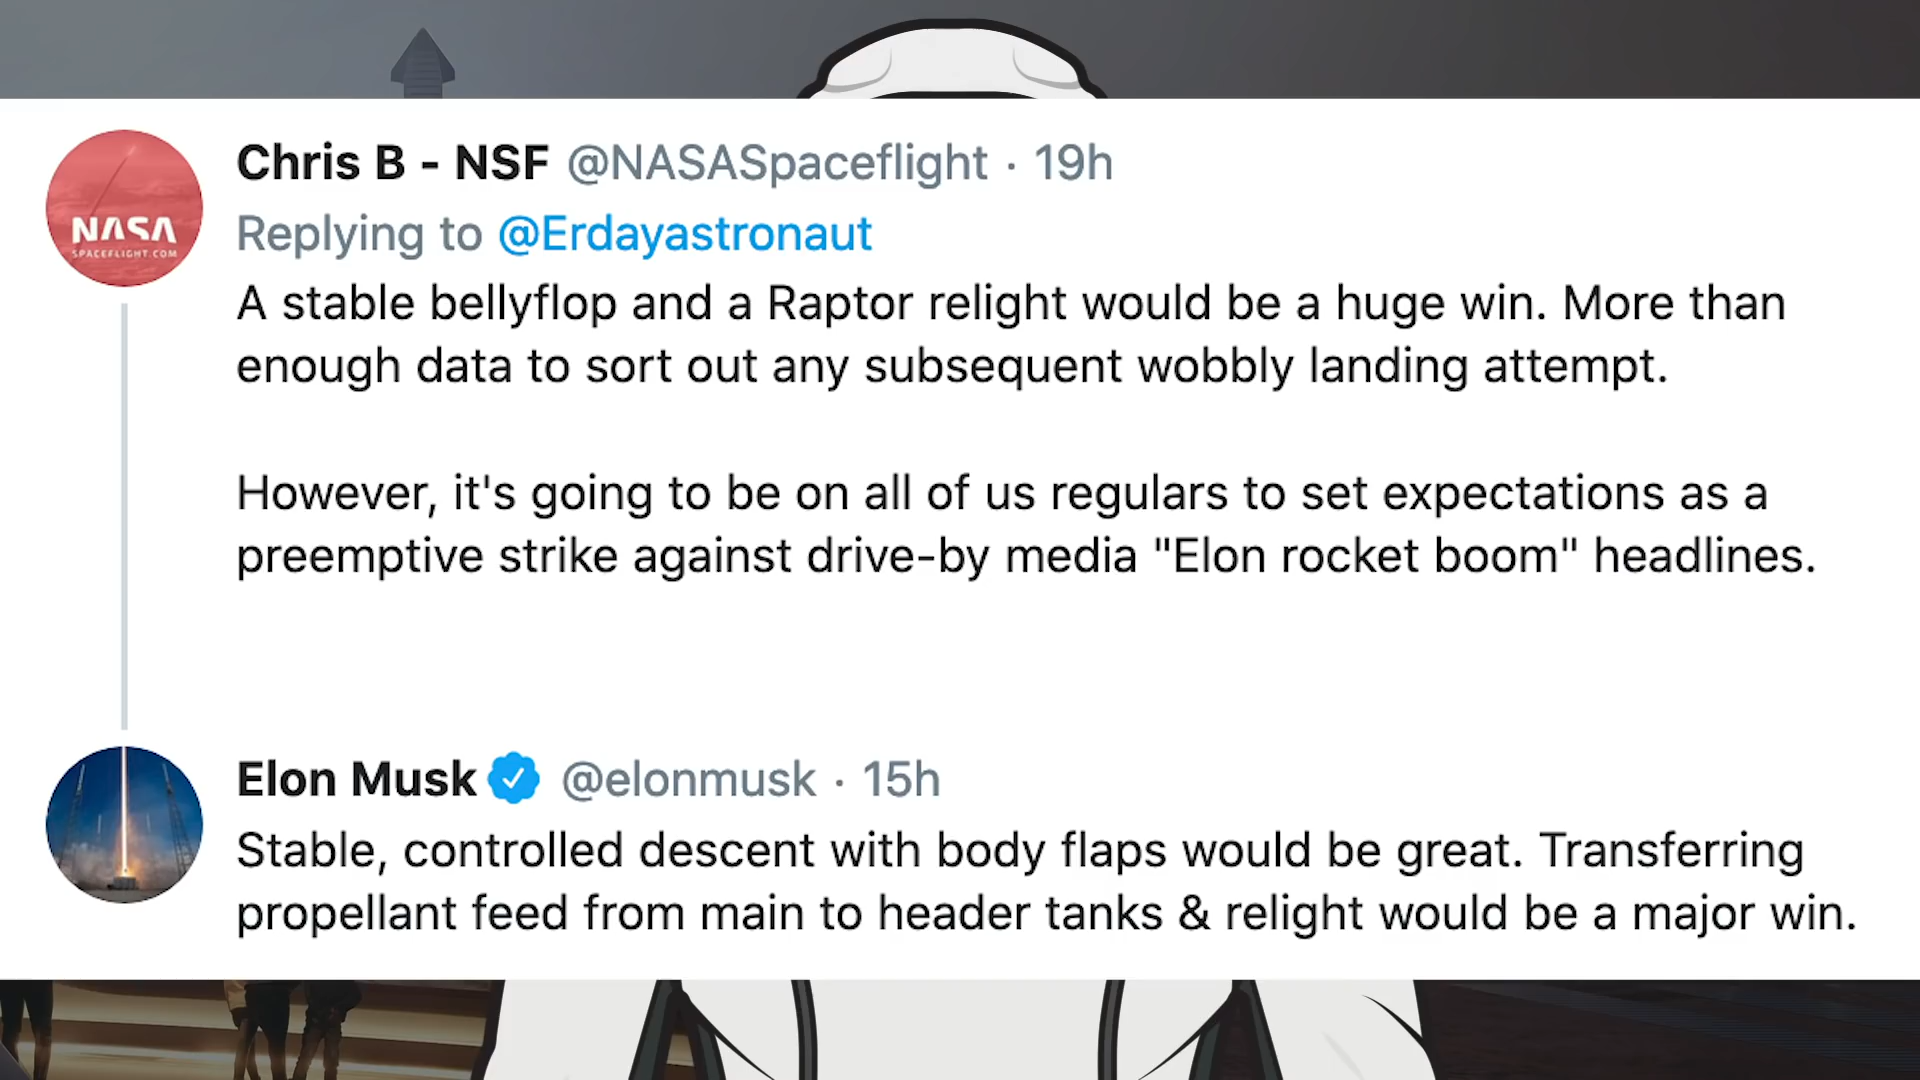 Chris B - NSF @NASASpaceflight · 19h
NASA
SPACEFLIGHT.COM
Replying to @Erdayastronaut
A stable bellyflop and a Raptor relight would be a huge win. More than
enough data to sort out any subsequent wobbly landing attempt.
However, it's going to be on all of us regulars to set expectations as a
preemptive strike against drive-by media "Elon rocket boom" headlines.
Elon Musk @elonmusk · 15h
Stable, controlled descent with body flaps would be great. Transferring
propellant feed from main to header tanks & relight would be a major win.